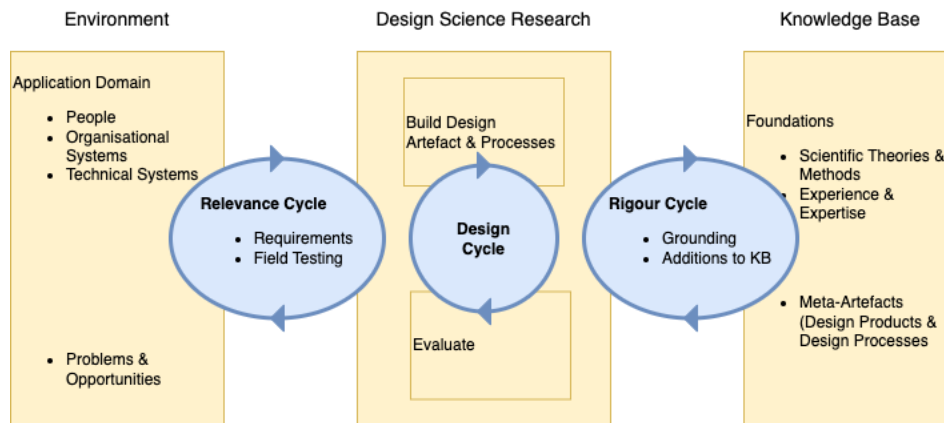 Environment
Design Science Research
Knowledge Base
Application Domain
• People
• Organisational
Systems
• Technical Systems
Build Design
Artefact & Processes
Foundations
• Scientific Theories &
Methods
• Experience &
Expertise
Relevance Cycle
• Requirements
• Field Testing
Design
Cycle
Rigour Cycle
• Grounding
• Additions to KB
• Problems &
Opportunities
Evaluate
• Meta-Artefacts
(Design Products &
Design Processes